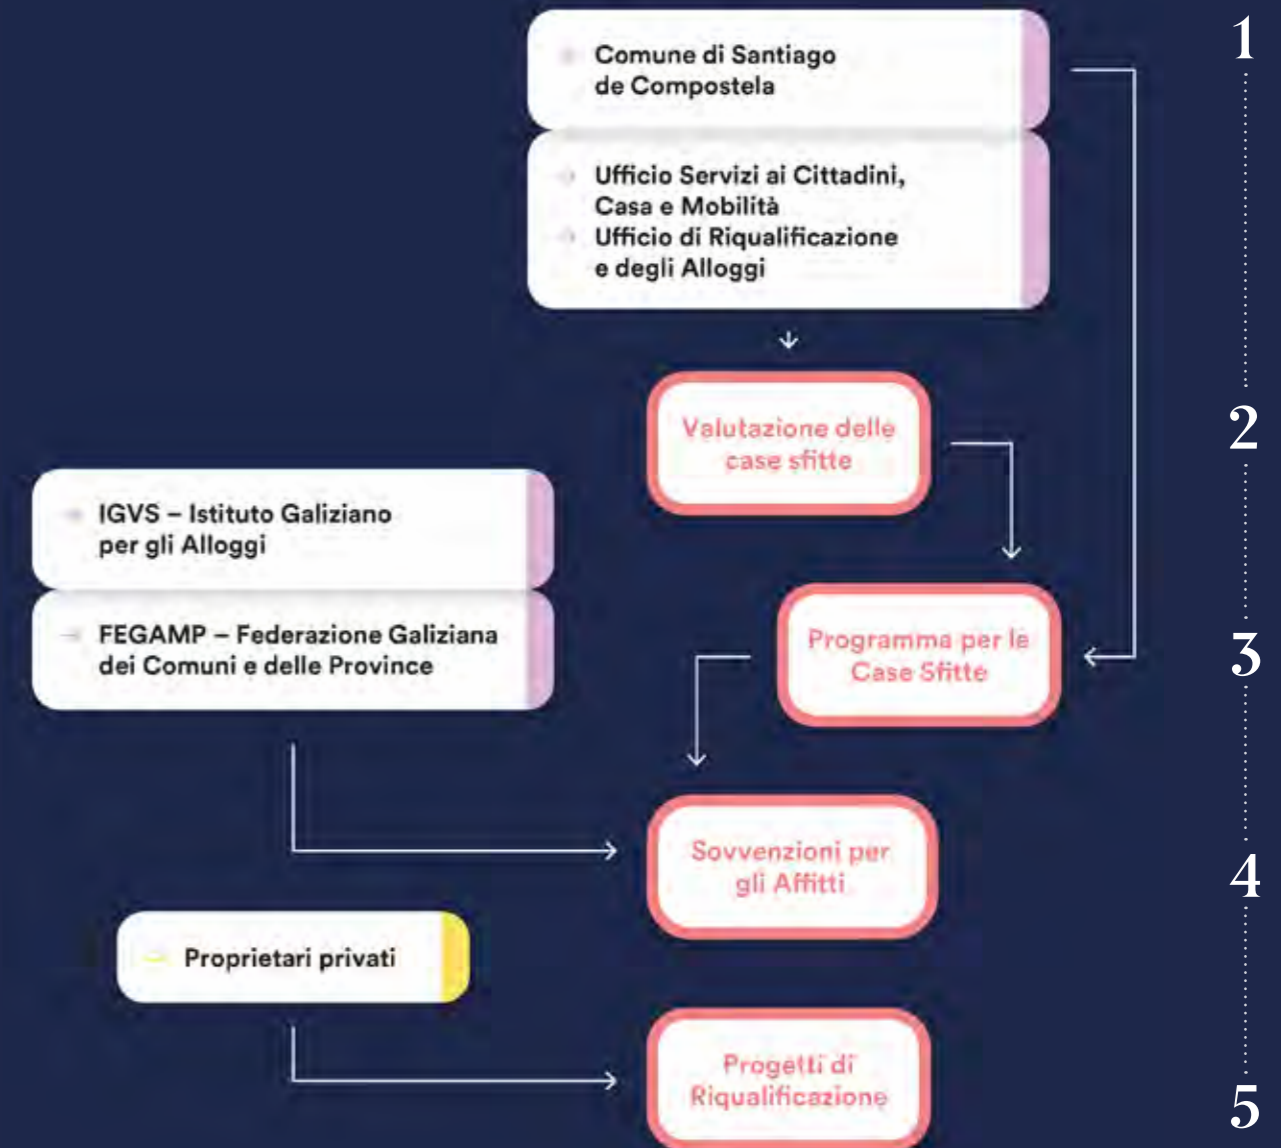 1
Comune di Santiago
de Compostela
Ufficio Servizi ai Cittadini,
Casa e Mobilità
Ufficio di Riqualificazione
e degli Alloggi
2
Valutazione delle
case sfitte
IGVS – Istituto Galiziano
per gli Alloggi
FEGAMP – Federazione Galiziana
dei Comuni e delle Province
3
Programma per le
Case Sfitte
4
Sovvenzioni per
gli Affitti
Proprietari privati
5
Progetti di
Riqualificazione